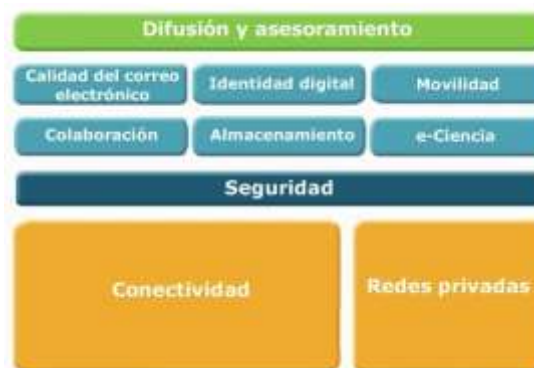 Difusión y asesoramiento
Calidad del correo
electrónico
Identidad digital
Movilidad
Colaboración
Almacenamiento
e-Ciencia
Seguridad
Conectividad
Redes privadas